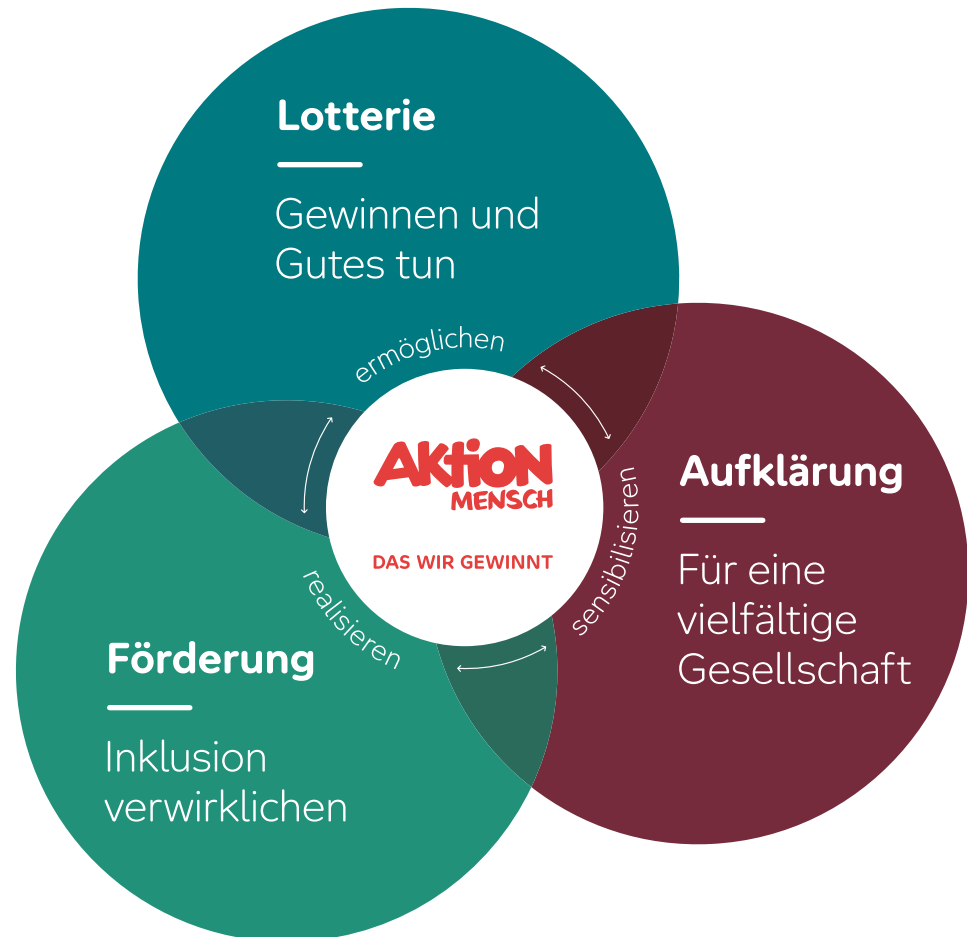 Lotterie
Gewinnen und
Gutes tun
ermöglichen
AKTION
MENSCH
DAS WIR GEWINNT
sensibilisieren
Aufklärung
Für eine
vielfältige
Gesellschaft
realisieren
Förderung
Inklusion
verwirklichen